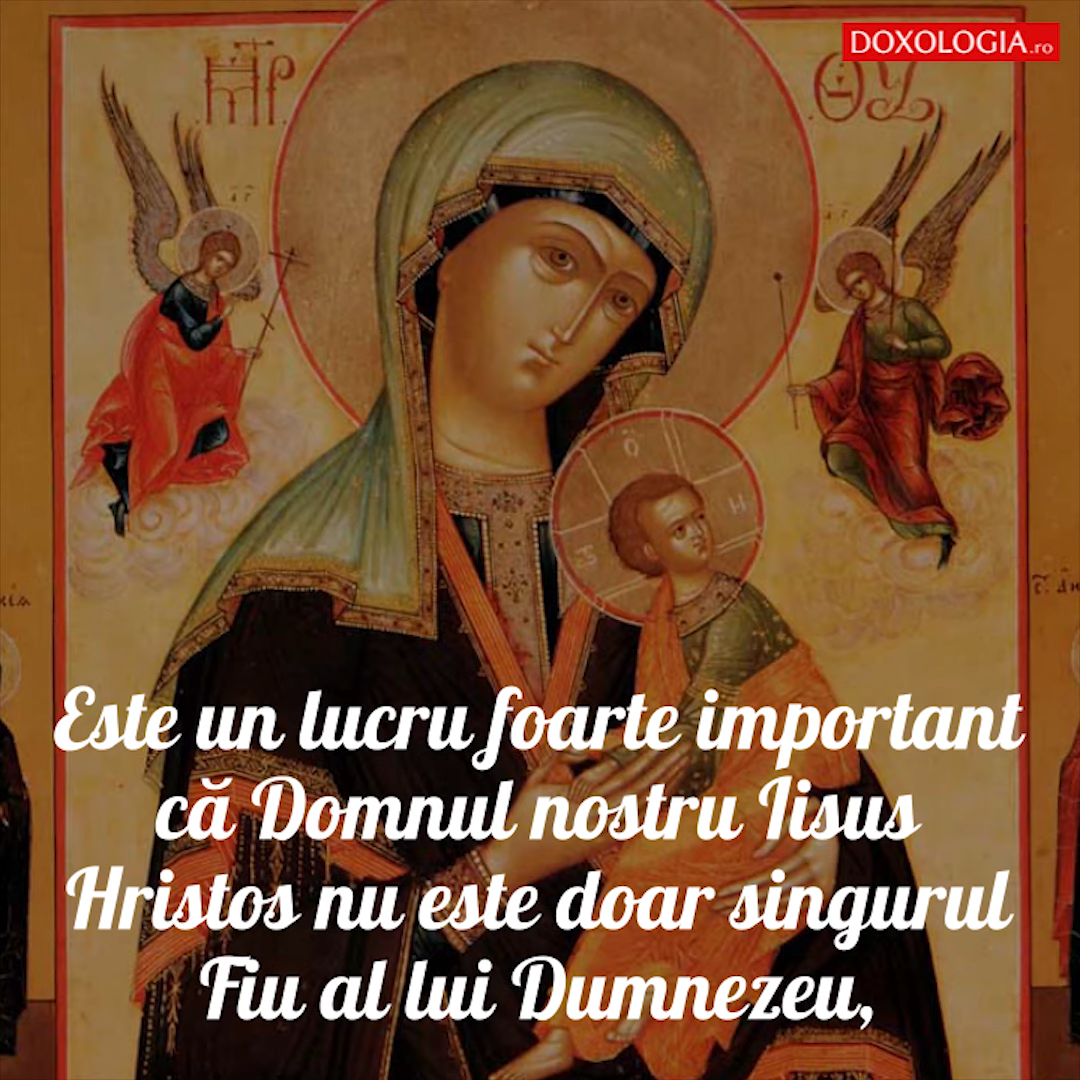 DOXOLOGIA.ro
Este un lucru foarte important
că Domnul nostru Iisus
Hristos nu este doar singurul
Fiu al lui Dumnezeu,